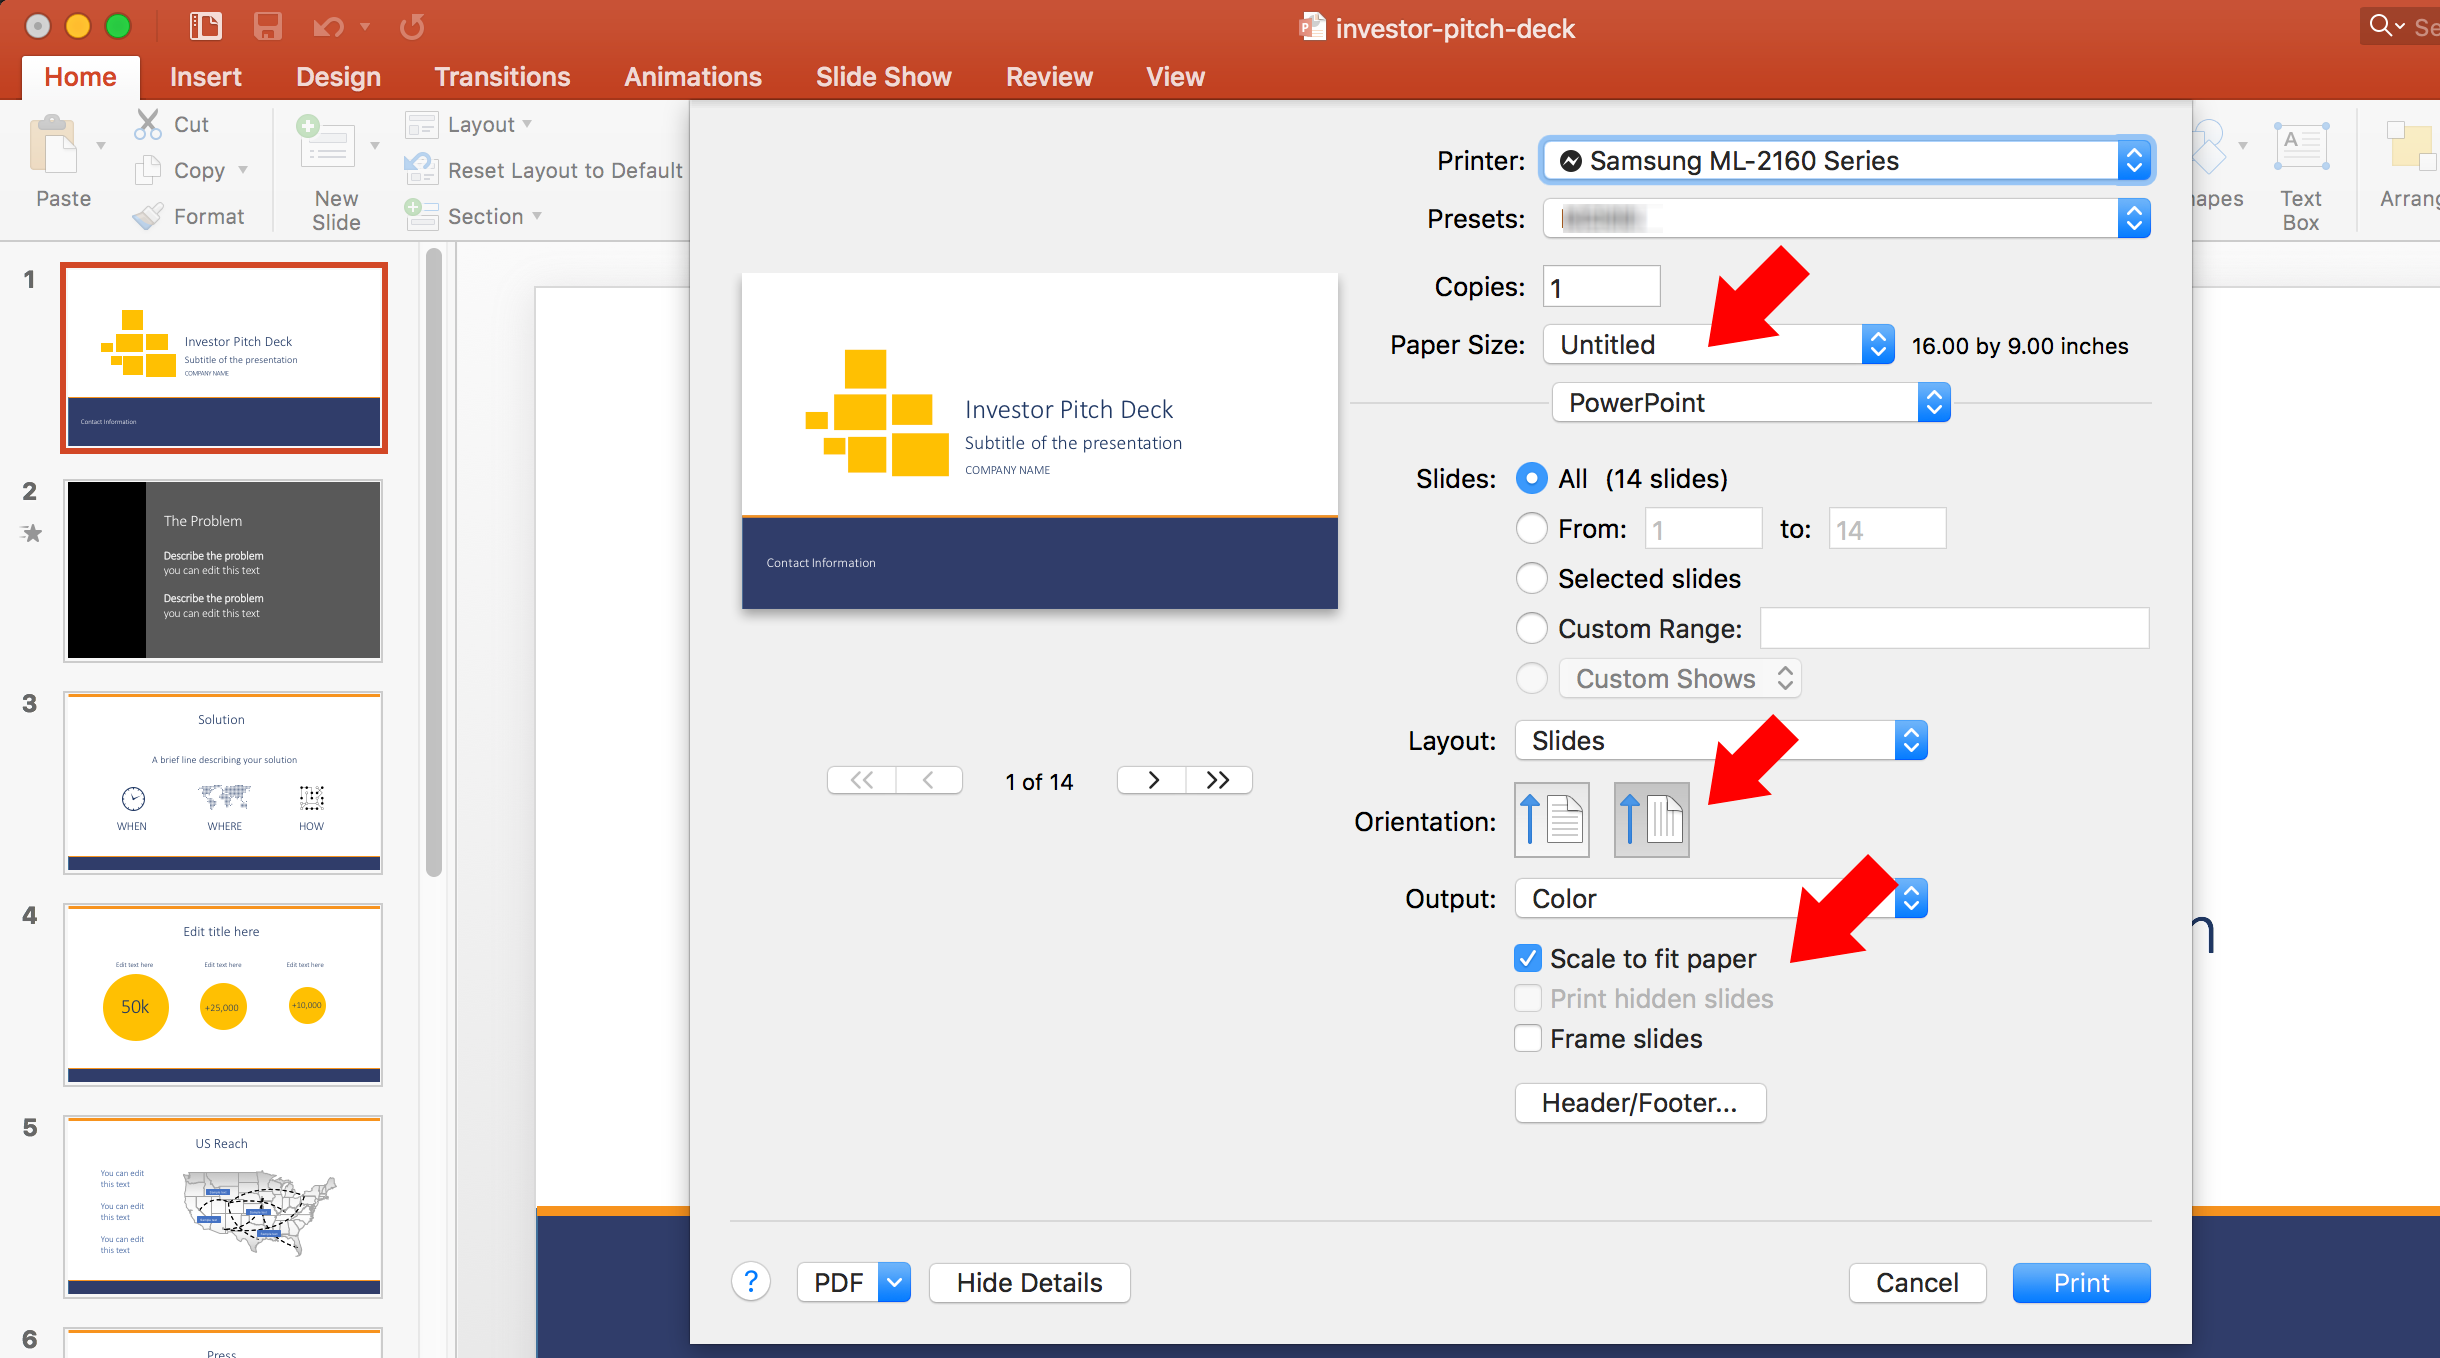 investor-pitch-deck
Se
Home Insert Design Transitions Animations Slide Show Review View
Paste
Cut
Copy
Format
New
Slide
Layout
Reset Layout to Default
Section
apes
Text
Box
A
Arrang
1
Investor Pitch Deck
Subtitle of the presentation
COMPANY NAME
Contact Information
2
The Problem
Describe the problem
you can edit this text
Describe the problem
you can edit this text
3
Solution
A brief line describing your solution
WHEN WHERE HOW
4
Edit title here
Edit text here Edit text here Edit text here
50k +25,000 +10,000
5
US Reach
You can edit
this text
You can edit
this text
You can edit
this text
6
Press
Investor Pitch Deck
Subtitle of the presentation
COMPANY NAME
Contact Information
1 of 14
Printer: Samsung ML-2160 Series
Presets:
Copies: 1
Paper Size: Untitled 16.00 by 9.00 inches
PowerPoint
Slides: All (14 slides)
From: 1 to: 14
Selected slides
Custom Range:
Custom Shows
Layout: Slides
Orientation:
Output: Color
Scale to fit paper
Print hidden slides
Frame slides
Header/Footer...
? PDF Hide Details Cancel Print
n